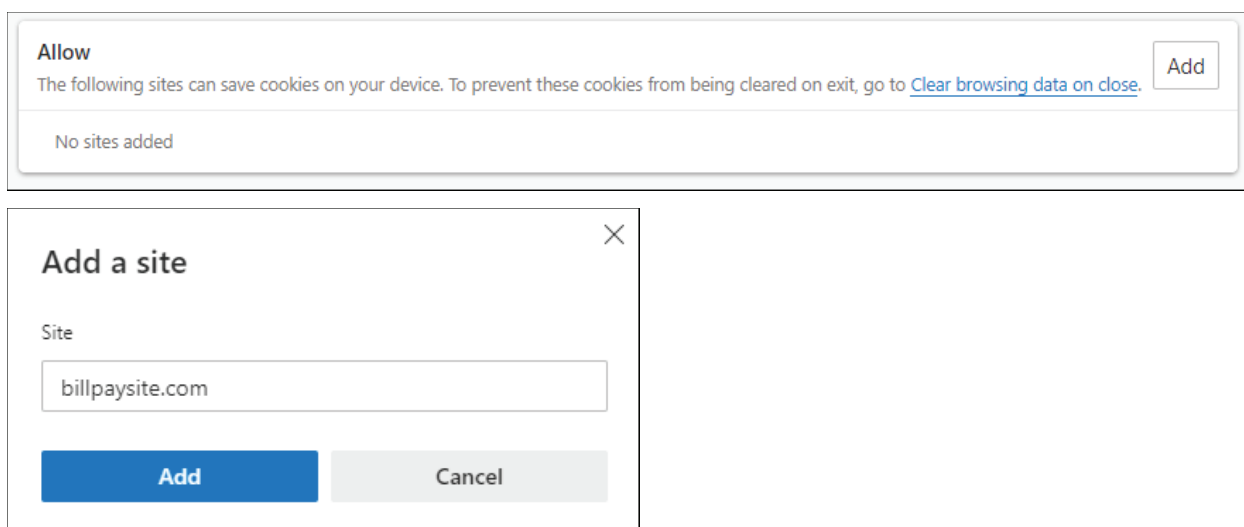 Allow
Add
The following sites can save cookies on your device. To prevent these cookies from being cleared on exit, go to Clear browsing data on close.
No sites added
Add a site
Site
billpaysite.com
Add
Cancel